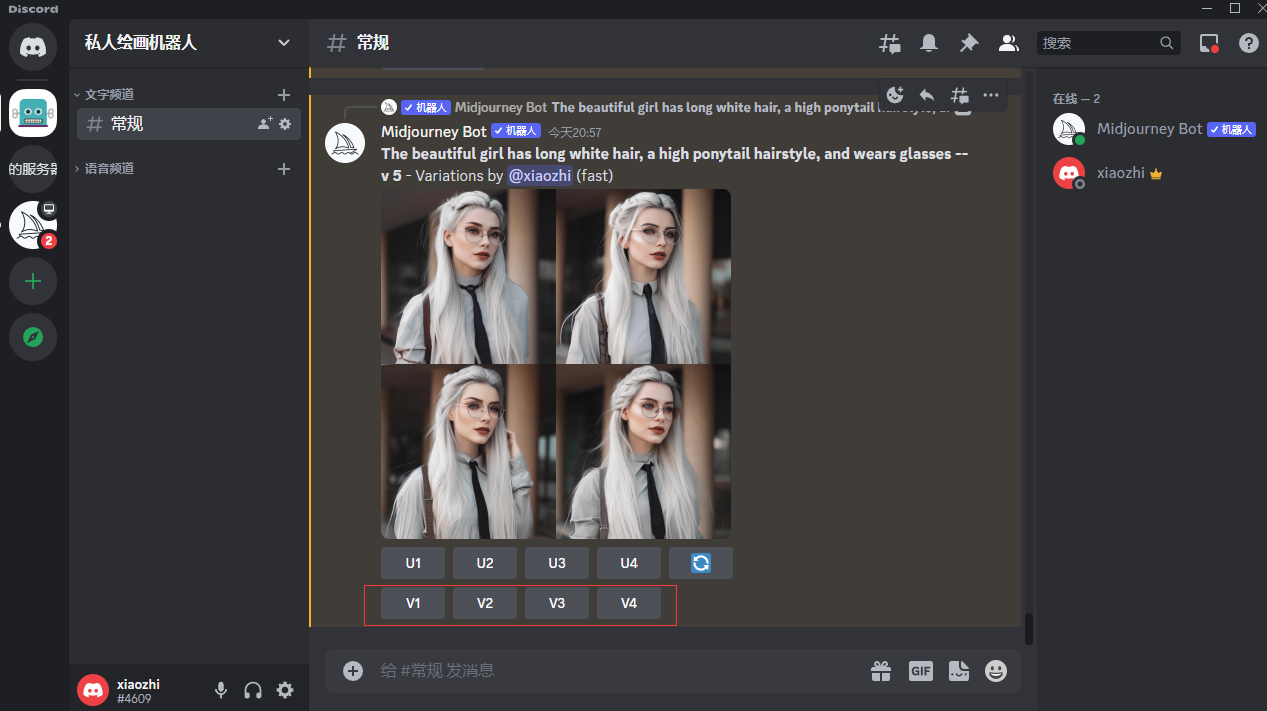 Discord
私人绘画机器人
常规
搜索
文字频道
常规
语音频道
的服务器
2
机器人 Midjourney Bot The beautiful girl has long white hair, a high ponytail
Midjourney Bot 机器人 今天20:57
The beautiful girl has long white hair, a high ponytail hairstyle, and wears glasses --
v 5 - Variations by @xiaozhi (fast)
U1 U2 U3 U4
V1 V2 V3 V4
给 #常规 发消息
GIF
在线 — 2
Midjourney Bot 机器人
xiaozhi
xiaozhi
#4609